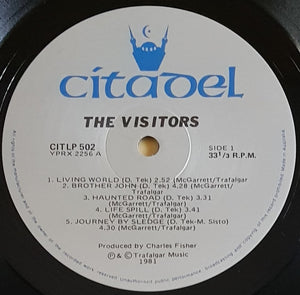 citadel
THE VISITORS
CITLP 502
YPRX 2256 A
SIDE 1
33 1/3 R.P.M.
1. LIVING WORLD (D. Tek) 2.52 (McGarrett/Trafalgar
2. BROTHER JOHN (D. Tek) 4.28 (McGarrett/Trafalgar
3. HAUNTED ROAD (D. Tek) 3.31
(McGarrett/Trafalgar
4. LIFE SPILL (D. Tek) 3.41
(McGarrett/Trafalgar
5. JOURNEY BY SLEDGE (D. Tek-M. Sisto)
4.30 (McGarrett/Trafalgar
Produced by Charles Fisher
℗ & © Trafalgar Music
1981